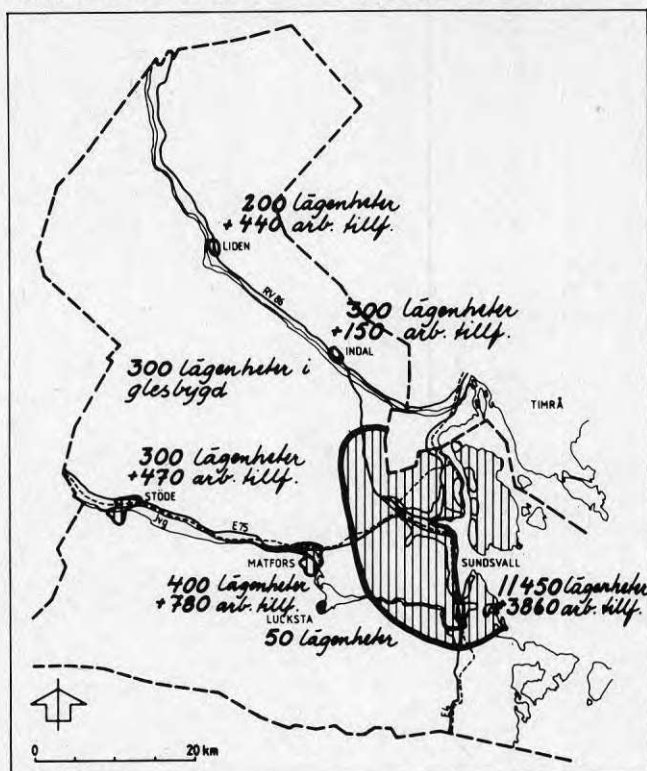 200 lägenheter
+440 arb. tillf.
LIDEN
RV 86
300 lägenheter
+150 arb. tillf.
INDAL
300 lägenheter i
glesbygd
TIMRÅ
300 lägenheter
+470 arb. tillf.
STÖDE
Jvg
E75
MATFORS
SUNDSVALL
400 lägenheter
+780 arb. tillf.
11450 lägenheter
+3860 arb. tillf.
LUCKSTA
50 lägenheter
E4
0 20 km